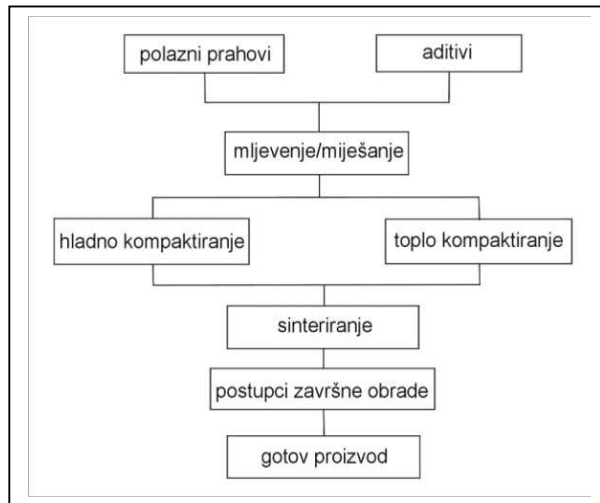 polazni prahovi
aditivi
mljevenje/miješanje
hladno kompaktiranje
toplo kompaktiranje
sinteriranje
postupci završne obrade
gotov proizvod